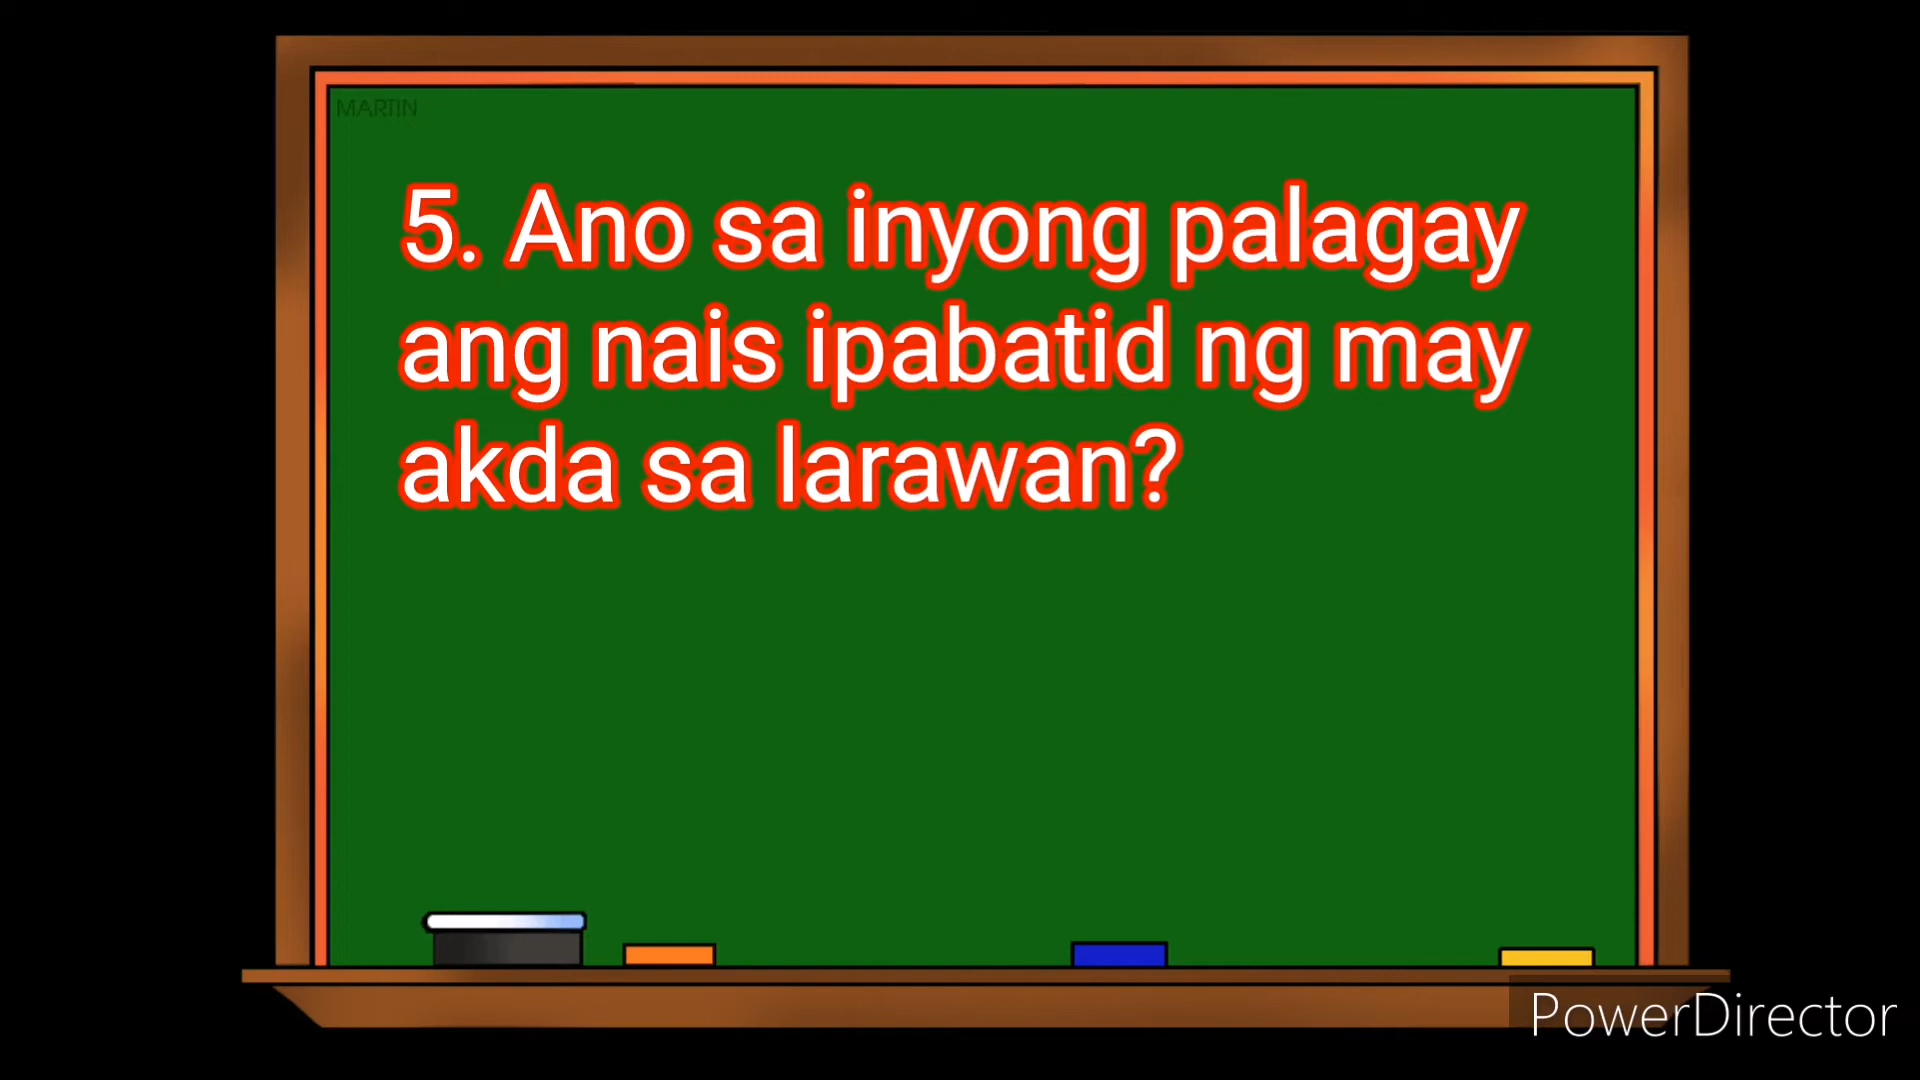 MARTIN
5. Ano sa inyong palagay
ang nais ipabatid ng may
akda sa larawan?
PowerDirector